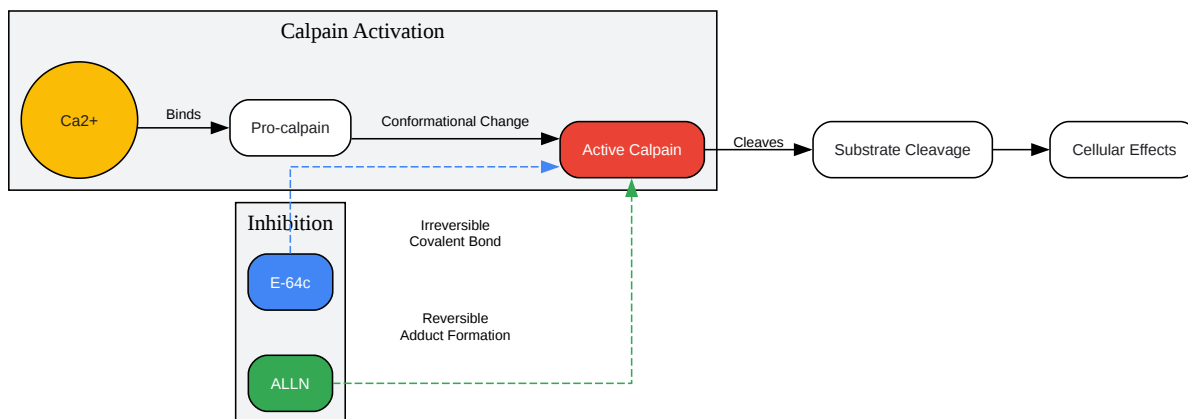 Calpain Activation
Ca2+
Binds
Pro-calpain
Conformational Change
Active Calpain
Cleaves
Substrate Cleavage
Cellular Effects
Inhibition
E-64c
Irreversible
Covalent Bond
Reversible
Adduct Formation
ALLN